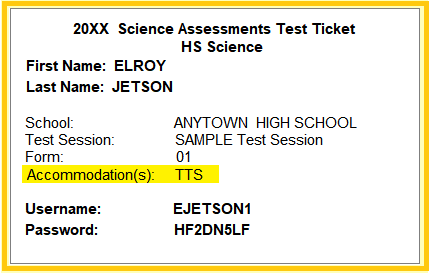 20XX Science Assessments Test Ticket
HS Science
First Name: ELROY
Last Name: JETSON
School: ANYTOWN HIGH SCHOOL
Test Session: SAMPLE Test Session
Form: 01
Accommodation(s): TTS
Username: EJETSON1
Password: HF2DN5LF